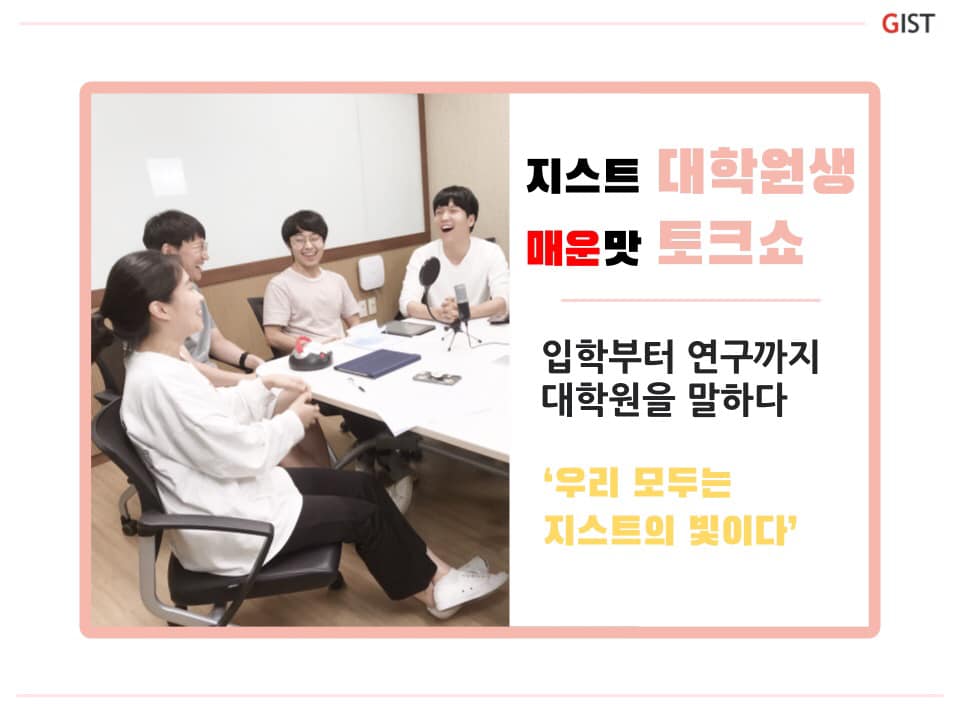 GIST
지스트 대학원생
매운맛 토크쇼
입학부터 연구까지
대학원을 말하다
‘우리 모두는
지스트의 빛이다’